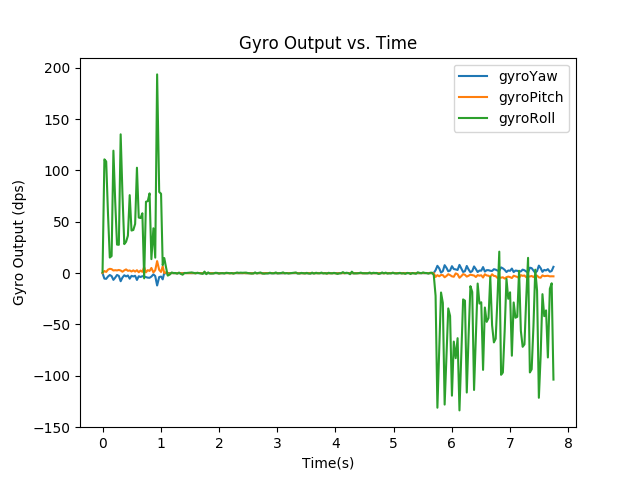 Gyro Output vs. Time
gyroYaw
gyroPitch
gyroRoll
200
150
100
50
0
−50
−100
−150
Gyro Output (dps)
0 1 2 3 4 5 6 7 8
Time(s)